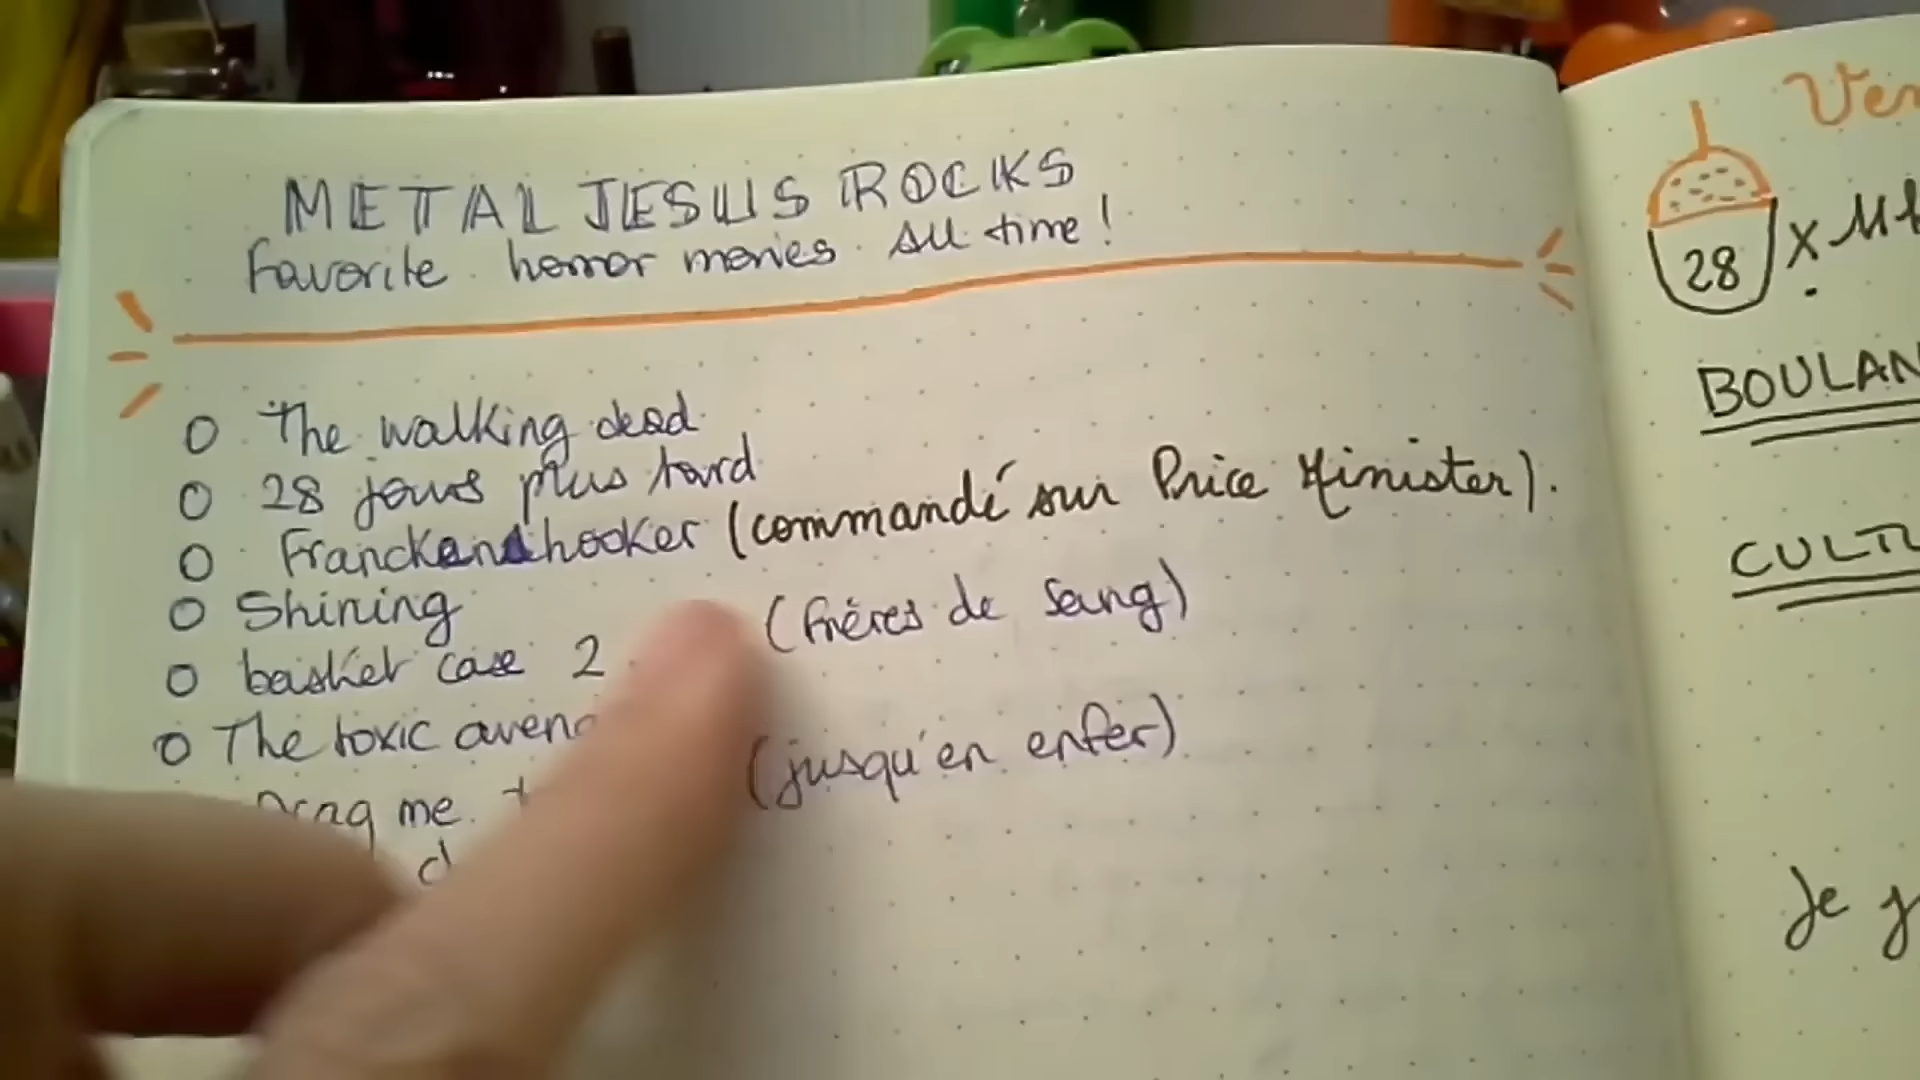 METAL JESUS ROCKS
Favorite horror movies All time!
The walking dead
28 jours plus tard
Franckenhooker (commandé sur Price Minister).
Shining
basket case 2 (frères de sang)
The toxic aveng
Drag me t (jusqu'en enfer)
d
Ven
28 X
BOULAN
CULTU
Je